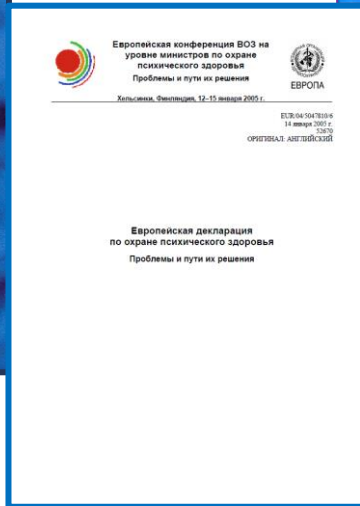 Европейская конференция ВОЗ на
уровне министров по охране
психического здоровья
Проблемы и пути их решения
ЕВРОПА
Хельсинки, Финляндия, 12–15 января 2005 г.
EUR/04/5047810/6
14 января 2005 г.
52670
ОРИГИНАЛ: АНГЛИЙСКИЙ
Европейская декларация
по охране психического здоровья
Проблемы и пути их решения